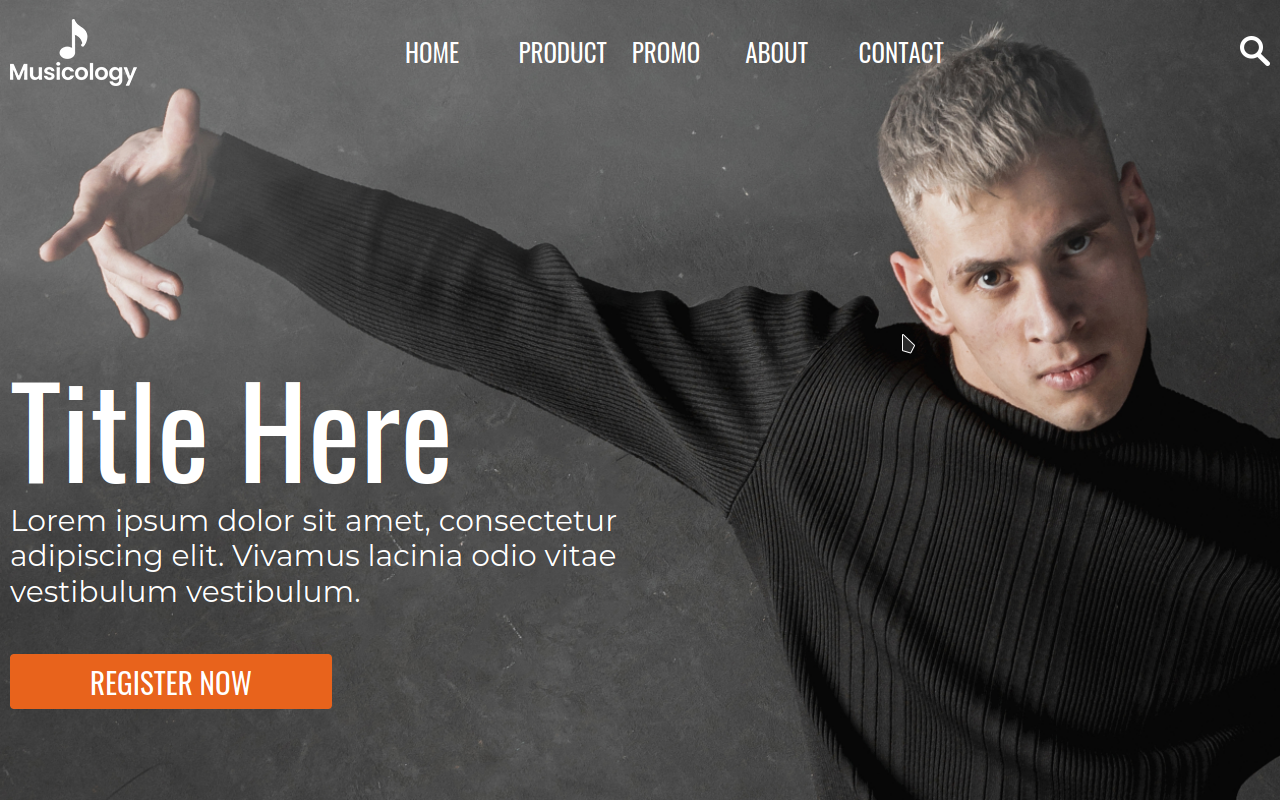 Musicology
HOME PRODUCT PROMO ABOUT CONTACT
Title Here
Lorem ipsum dolor sit amet, consectetur
adipiscing elit. Vivamus lacinia odio vitae
vestibulum vestibulum.
REGISTER NOW